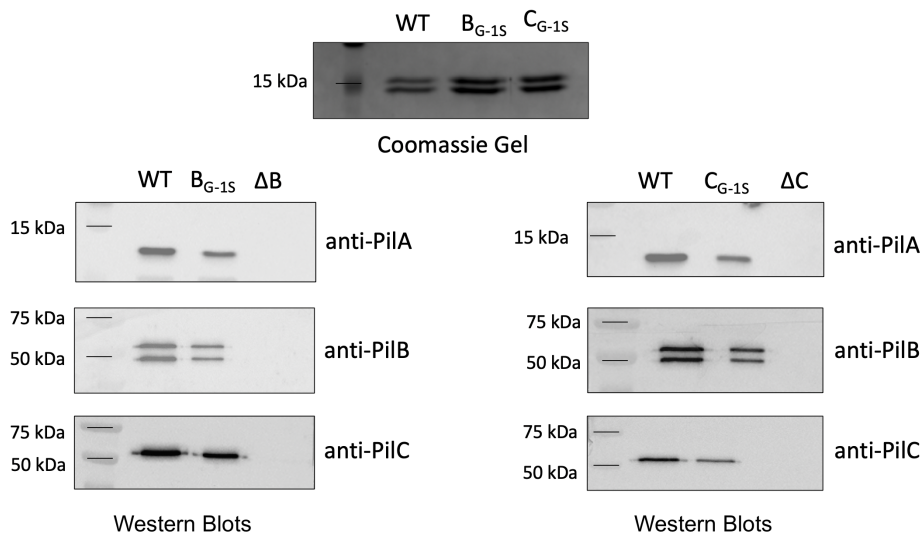 WT B_G-1S C_G-1S
15 kDa
Coomassie Gel
WT B_G-1S ΔB
15 kDa
anti-PilA
75 kDa
50 kDa
anti-PilB
75 kDa
50 kDa
anti-PilC
Western Blots
WT C_G-1S ΔC
15 kDa
anti-PilA
75 kDa
50 kDa
anti-PilB
75 kDa
50 kDa
anti-PilC
Western Blots